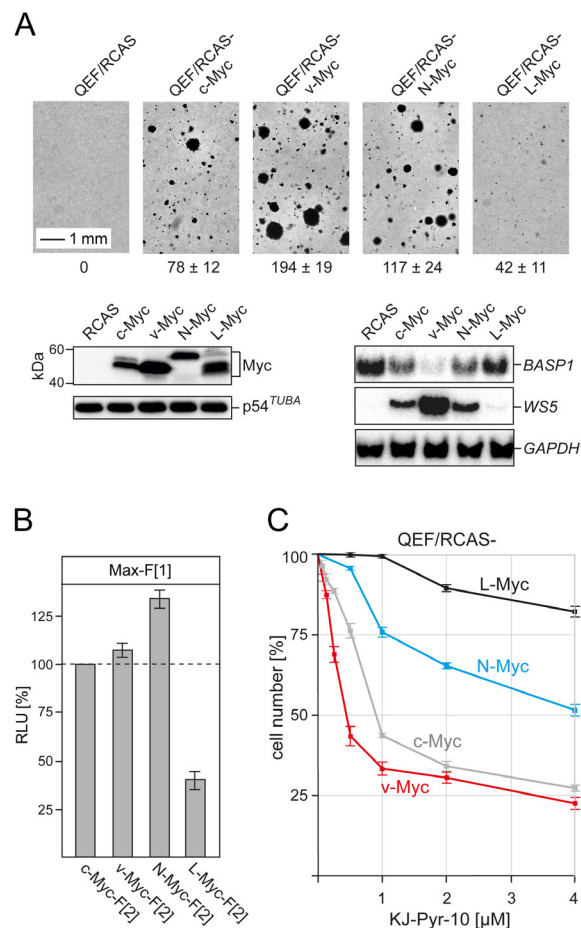 A
QEF/RCAS
QEF/RCAS-
c-Myc
QEF/RCAS-
v-Myc
QEF/RCAS-
N-Myc
QEF/RCAS-
L-Myc
1 mm
0
78 ± 12
194 ± 19
117 ± 24
42 ± 11
RCAS
c-Myc
v-Myc
N-Myc
L-Myc
kDa
60
40
Myc
p54TUBA
RCAS
c-Myc
v-Myc
N-Myc
L-Myc
BASP1
WS5
GAPDH
B
Max-F[1]
RLU [%]
125
100
50
25
c-Myc-F[2]
v-Myc-F[2]
N-Myc-F[2]
L-Myc-F[2]
C
QEF/RCAS-
cell number [%]
100
75
50
25
L-Myc
N-Myc
c-Myc
v-Myc
1
2
3
4
KJ-Pyr-10 [µM]